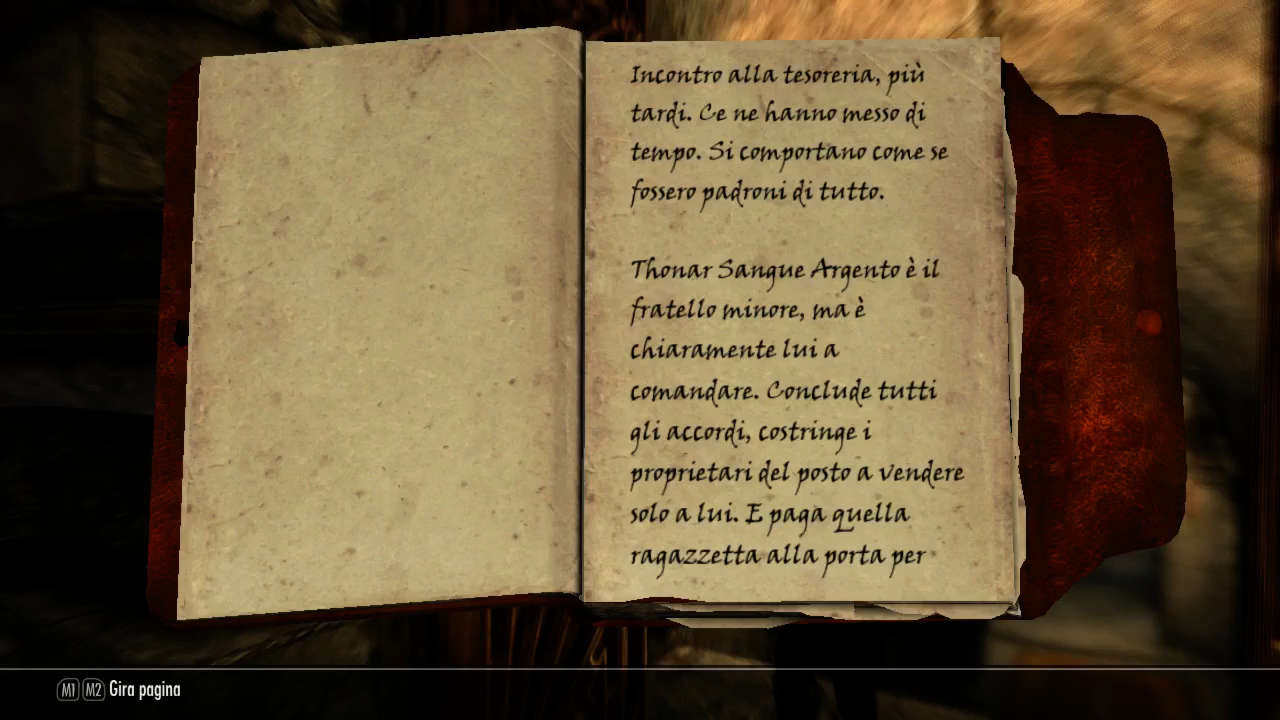 Incontro alla tesoreria, più
tardi. Ce ne hanno messo di
tempo. Si comportano come se
fossero padroni di tutto.
Thonar Sangue Argento è il
fratello minore, ma è
chiaramente lui a
comandare. Conclude tutti
gli accordi, costringe i
proprietari del posto a vendere
solo a lui. E paga quella
ragazzetta alla porta per
M1 M2 Gira pagina